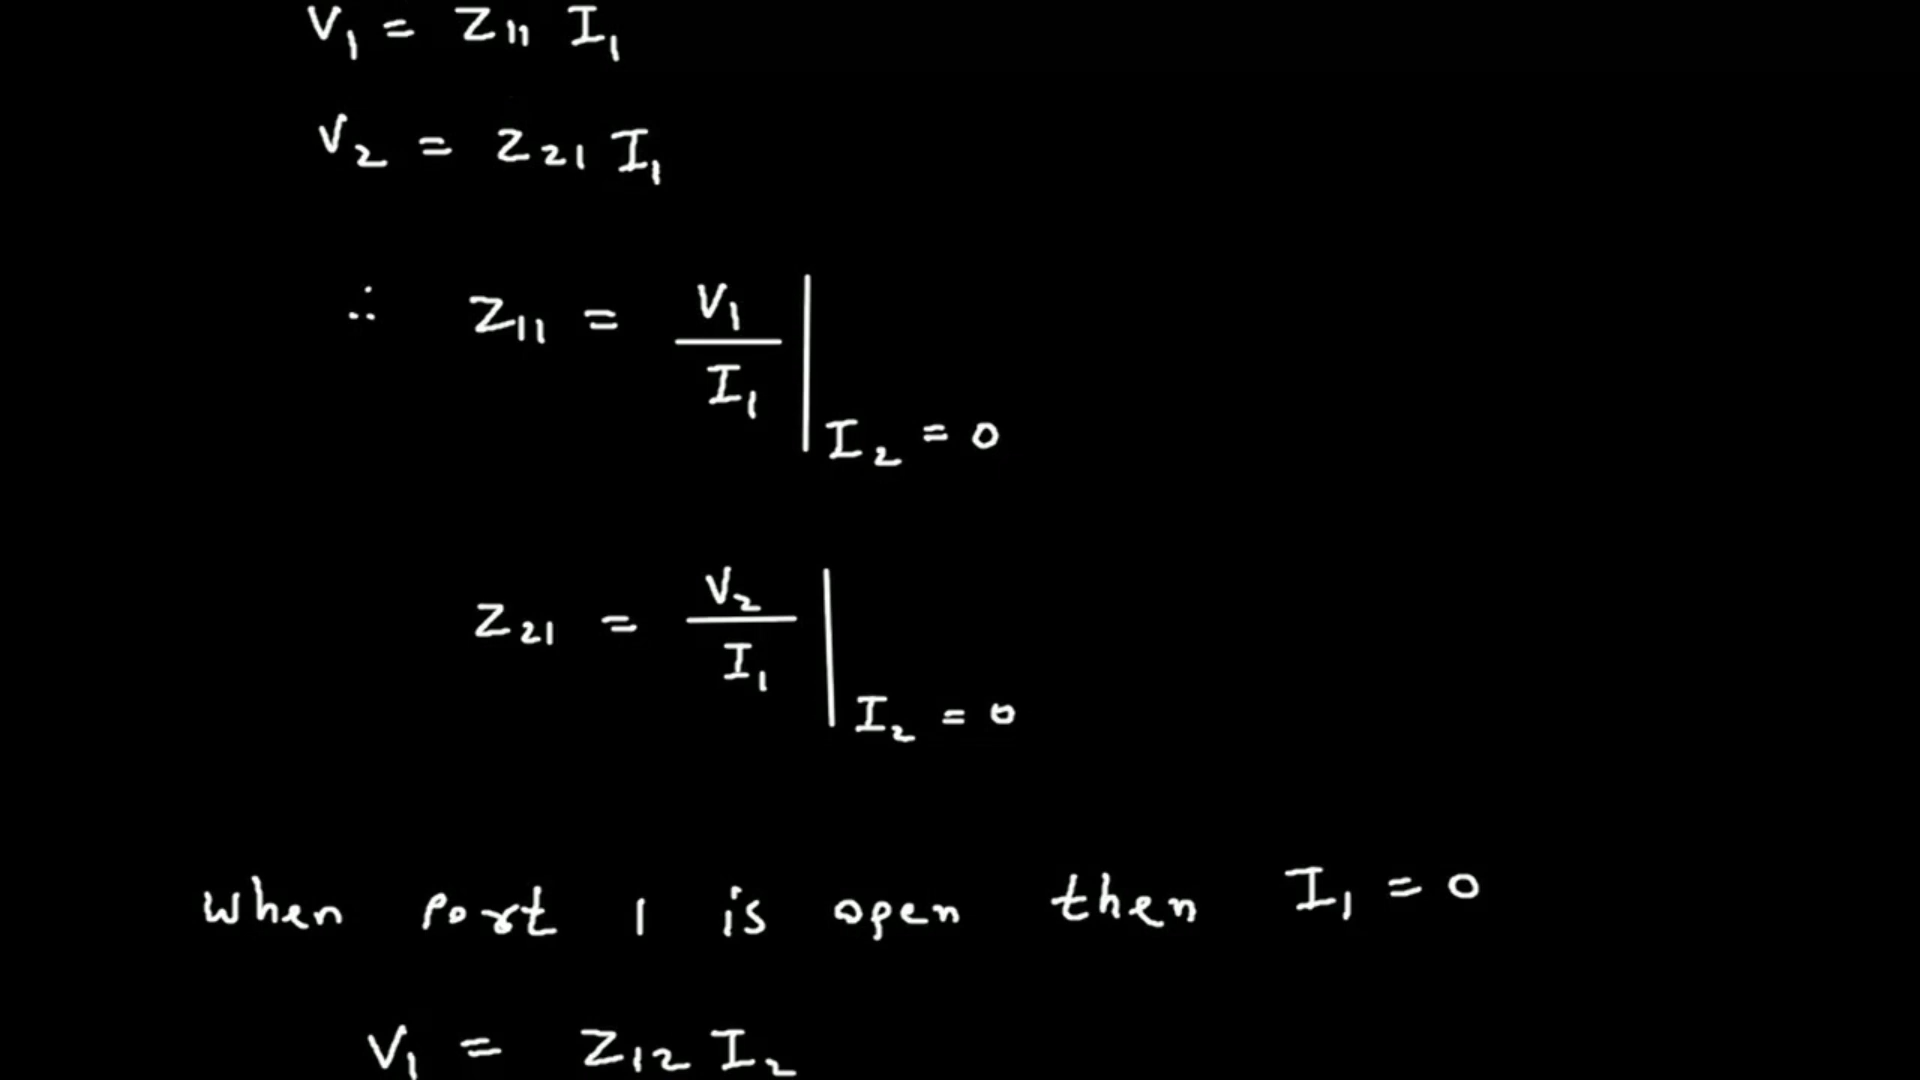 V₁ = Z₁₁ I₁
V₂ = Z₂₁ I₁
∴ Z₁₁ = V₁ / I₁ | I₂ = 0
Z₂₁ = V₂ / I₁ | I₂ = 0
When port 1 is open then I₁ = 0
V₁ = Z₁₂ I₂